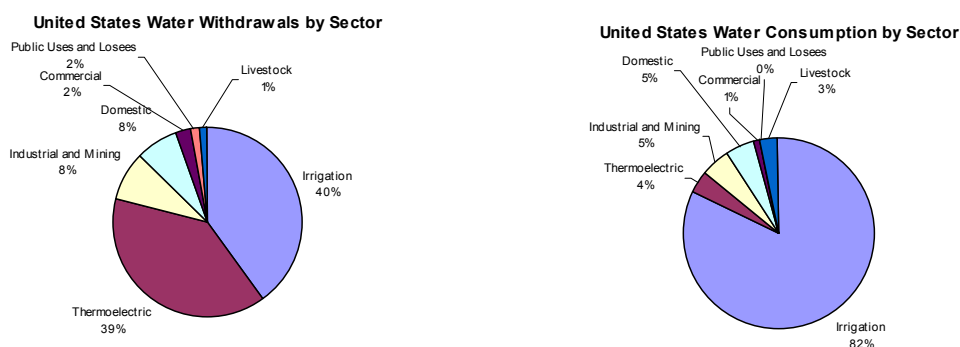 United States Water Withdrawals by Sector
Public Uses and Losees
2%
Commercial
2%
Livestock
1%
Domestic
8%
Industrial and Mining
8%
Irrigation
40%
Thermoelectric
39%
United States Water Consumption by Sector
Public Uses and Losees
0%
Domestic
5%
Commercial
1%
Livestock
3%
Industrial and Mining
5%
Thermoelectric
4%
Irrigation
82%